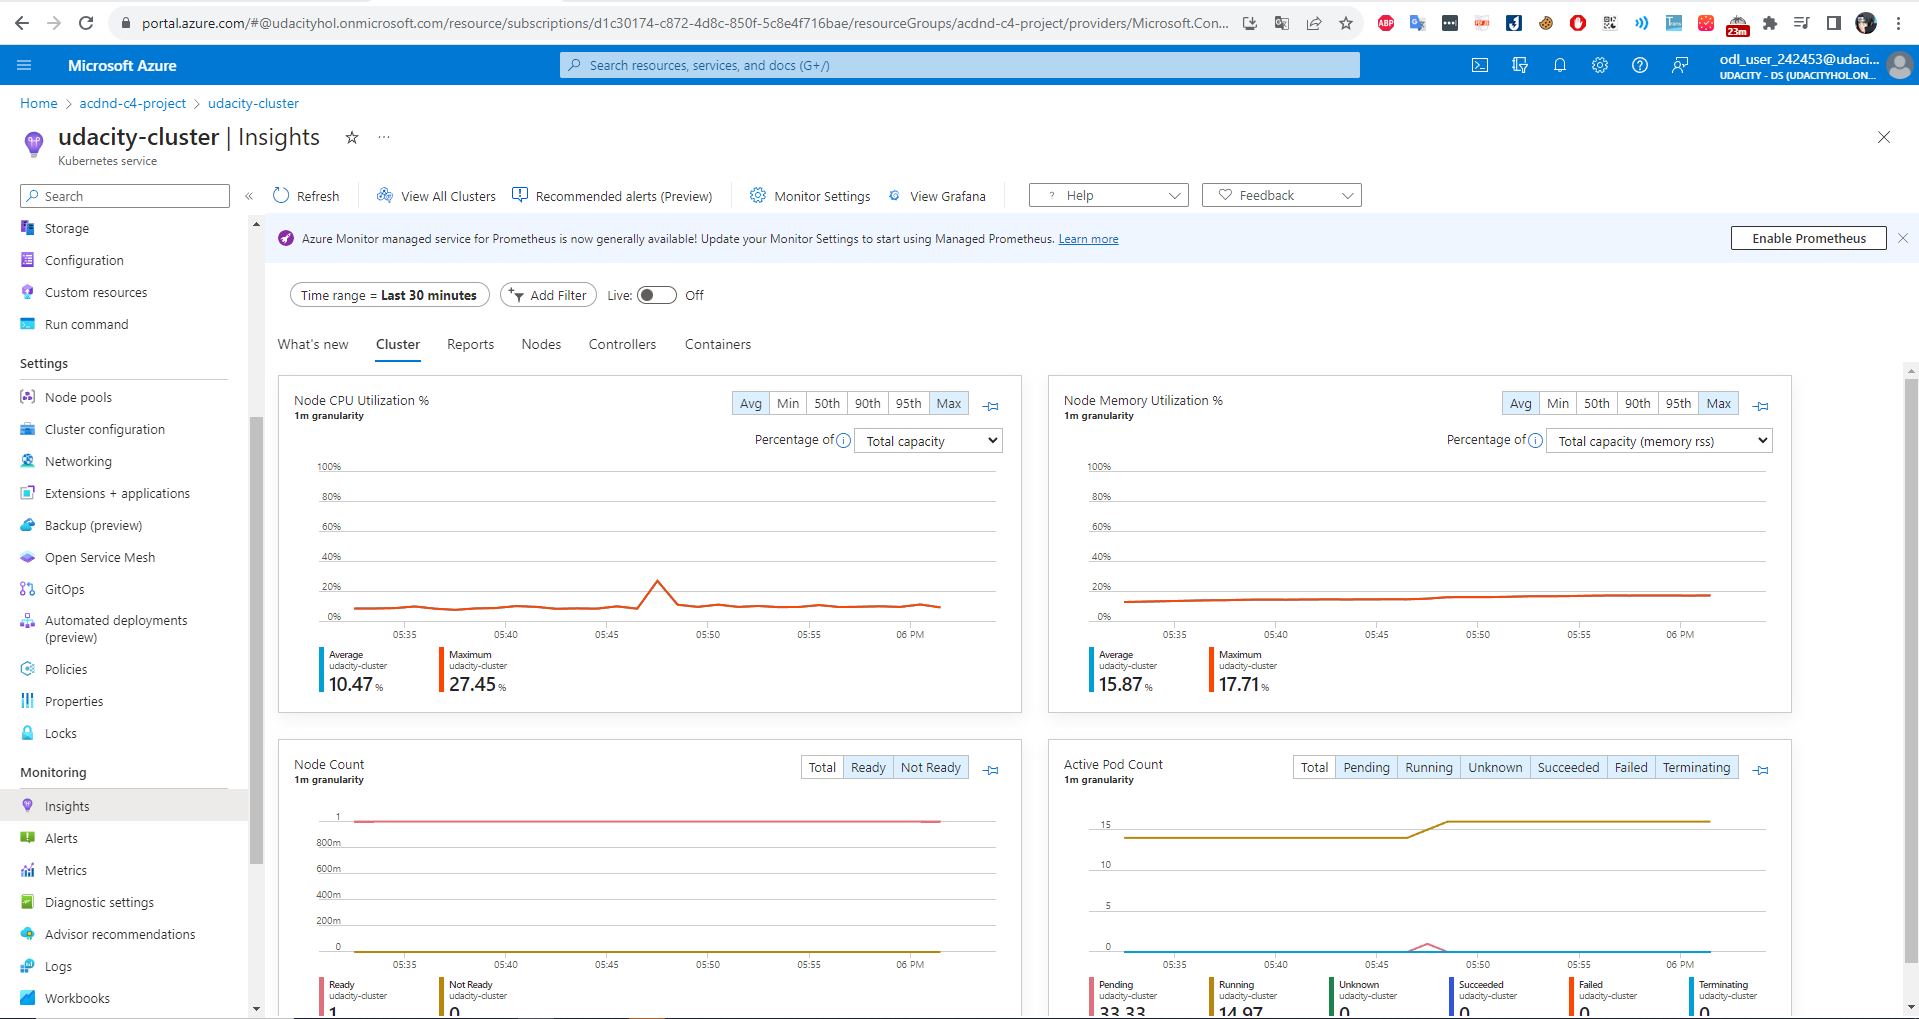 portal.azure.com/#@udacityhol.onmicrosoft.com/resource/subscriptions/d1c30174-c872-4d8c-850f-5c8e4f716bae/resourceGroups/acdnd-c4-project/providers/Microsoft.Con...
ABP
23m
Microsoft Azure
Search resources, services, and docs (G+/)
odl_user_242453@udaci...
UDACITY - DS (UDACITYHOL.ON...
Home > acdnd-c4-project > udacity-cluster
udacity-cluster | Insights
Kubernetes service
Search
Refresh
View All Clusters
Recommended alerts (Preview)
Monitor Settings
View Grafana
Help
Feedback
Azure Monitor managed service for Prometheus is now generally available! Update your Monitor Settings to start using Managed Prometheus. Learn more
Enable Prometheus
Storage
Configuration
Custom resources
Run command
Settings
Node pools
Cluster configuration
Networking
Extensions + applications
Backup (preview)
Open Service Mesh
GitOps
Automated deployments
(preview)
Policies
Properties
Locks
Monitoring
Insights
Alerts
Metrics
Diagnostic settings
Advisor recommendations
Logs
Workbooks
Time range = Last 30 minutes
Add Filter
Live: Off
What's new
Cluster
Reports
Nodes
Controllers
Containers
Node CPU Utilization %
1m granularity
Avg Min 50th 90th 95th Max
Percentage of Total capacity
100%
80%
60%
40%
20%
0%
05:35 05:40 05:45 05:50 05:55 06 PM
Average
udacity-cluster
10.47 %
Maximum
udacity-cluster
27.45 %
Node Memory Utilization %
1m granularity
Avg Min 50th 90th 95th Max
Percentage of Total capacity (memory rss)
100%
80%
60%
40%
20%
0%
05:35 05:40 05:45 05:50 05:55 06 PM
Average
udacity-cluster
15.87 %
Maximum
udacity-cluster
17.71 %
Node Count
1m granularity
Total Ready Not Ready
1
800m
600m
400m
200m
0
05:35 05:40 05:45 05:50 05:55 06 PM
Ready
udacity-cluster
1
Not Ready
udacity-cluster
0
Active Pod Count
1m granularity
Total Pending Running Unknown Succeeded Failed Terminating
15
10
5
0
05:35 05:40 05:45 05:50 05:55 06 PM
Pending
udacity-cluster
33.33
Running
udacity-cluster
14.97
Unknown
udacity-cluster
0
Succeeded
udacity-cluster
0
Failed
udacity-cluster
0
Terminating
udacity-cluster
0